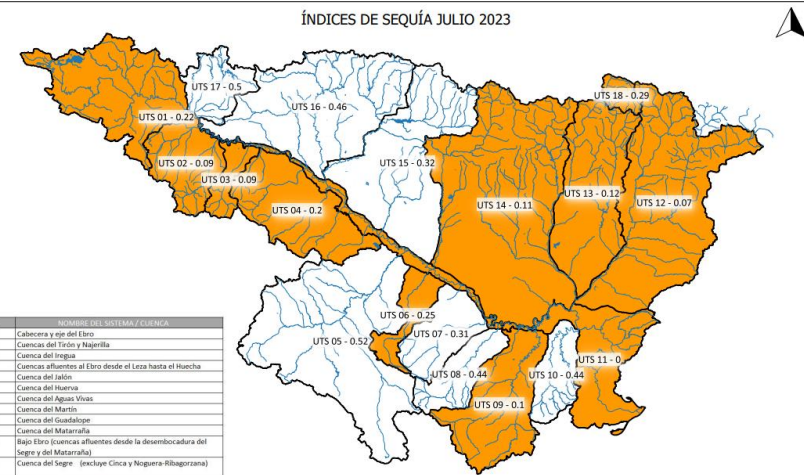 ÍNDICES DE SEQUÍA JULIO 2023
UTS 17 - 0.5
UTS 18 - 0.29
UTS 16 - 0.46
UTS 01 - 0.22
UTS 02 - 0.09
UTS 15 - 0.32
UTS 03 - 0.09
UTS 13 - 0.12
UTS 12 - 0.07
UTS 14 - 0.11
UTS 04 - 0.2
UTS 06 - 0.25
UTS 07 - 0.31
UTS 05 - 0.52
UTS 11 - 0
UTS 08 - 0.44
UTS 10 - 0.44
UTS 09 - 0.1
NOMBRE DEL SISTEMA / CUENCA
Cabecera y eje del Ebro
Cuencas del Tirón y Najerilla
Cuenca del Iregua
Cuencas afluentes al Ebro desde el Leza hasta el Huecha
Cuenca del Jalón
Cuenca del Huerva
Cuenca del Aguas Vivas
Cuenca del Martín
Cuenca del Guadalope
Cuenca del Matarraña
Bajo Ebro (cuencas afluentes desde la desembocadura del
Segre y del Matarraña)
Cuenca del Segre (excluye Cinca y Noguera-Ribagorzana)